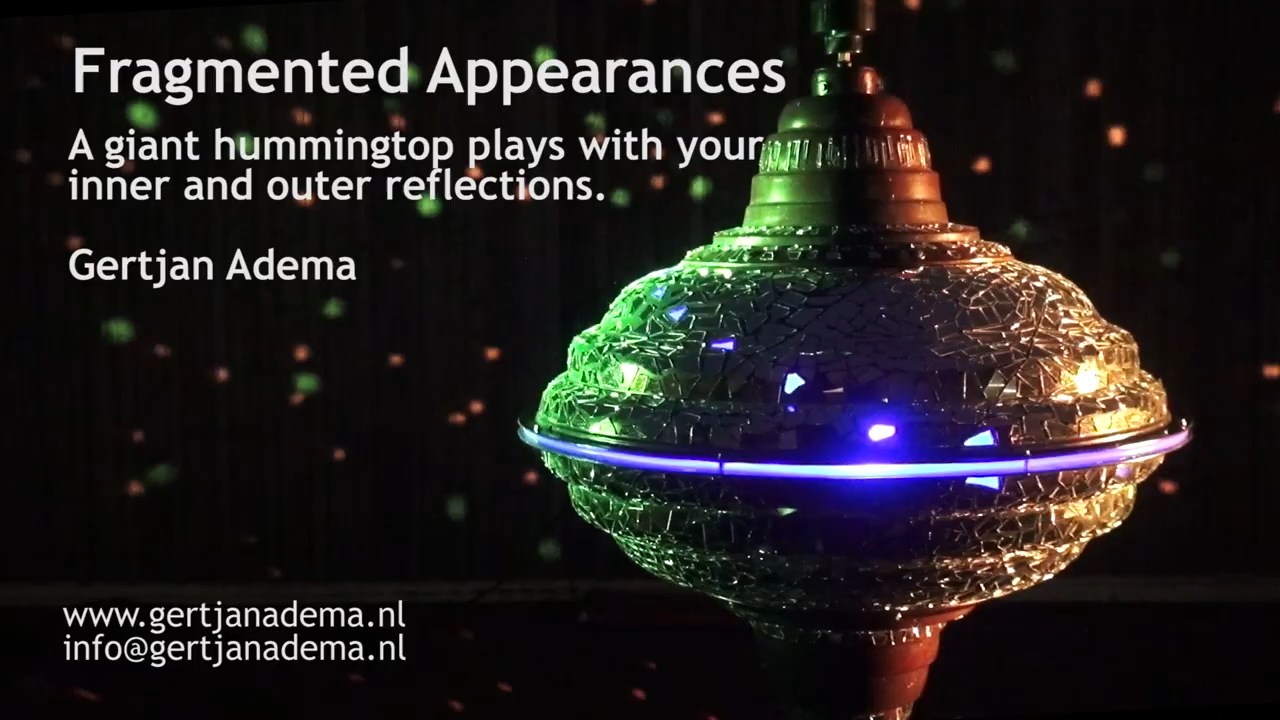 Fragmented Appearances
A giant hummingtop plays with your
inner and outer reflections.
Gertjan Adema
www.gertjanadema.nl
info@gertjanadema.nl